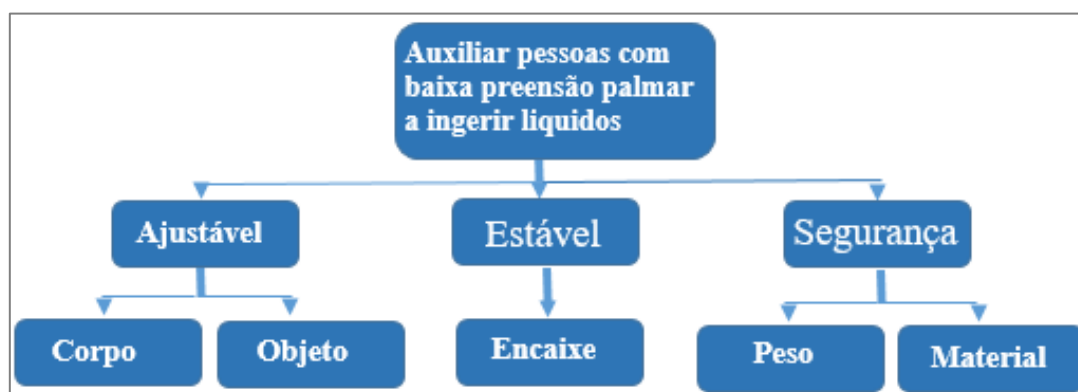 Auxiliar pessoas com
baixa preensão palmar
a ingerir liquidos
Ajustável
Estável
Segurança
Corpo
Objeto
Encaixe
Peso
Material